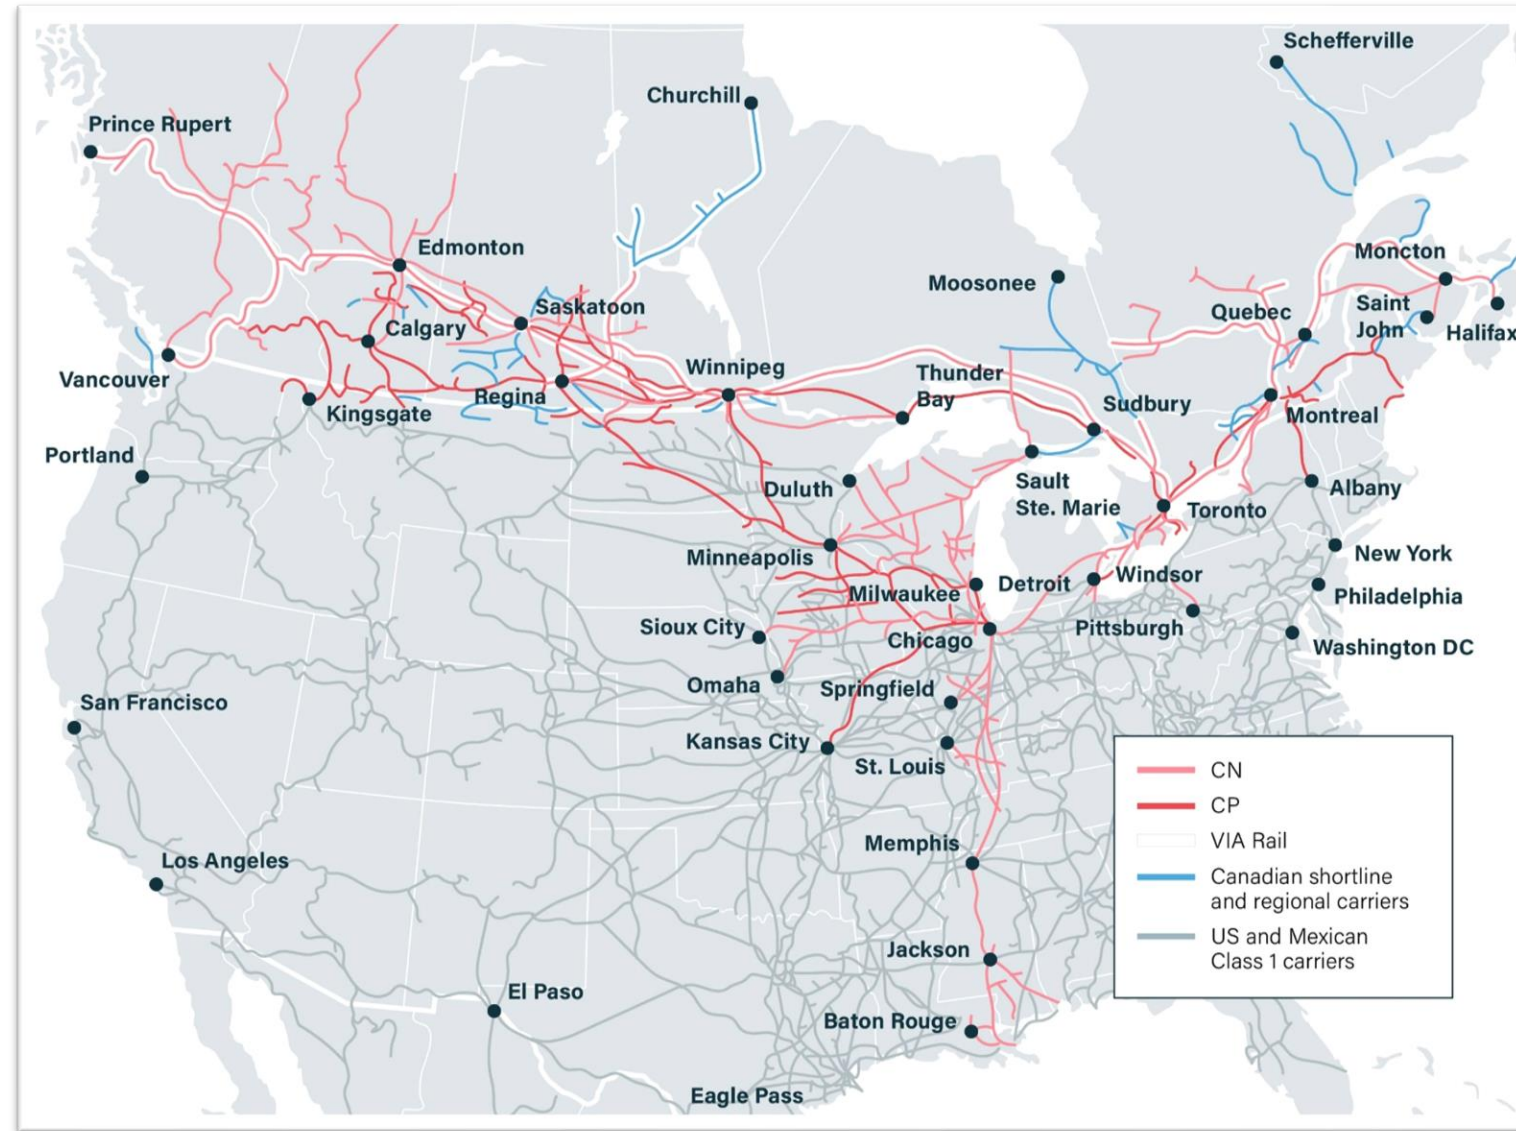 Schefferville
Churchill
Prince Rupert
Edmonton
Moncton
Moosonee
Saskatoon
Quebec
Saint
John
Halifax
Calgary
Vancouver
Winnipeg
Thunder
Bay
Regina
Kingsgate
Sudbury
Montreal
Portland
Duluth
Sault
Ste. Marie
Toronto
Albany
Minneapolis
New York
Milwaukee
Detroit
Windsor
Philadelphia
Sioux City
Chicago
Pittsburgh
Washington DC
Omaha
Springfield
San Francisco
Kansas City
St. Louis
CN
CP
VIA Rail
Canadian shortline
and regional carriers
US and Mexican
Class 1 carriers
Memphis
Los Angeles
Jackson
El Paso
Baton Rouge
Eagle Pass